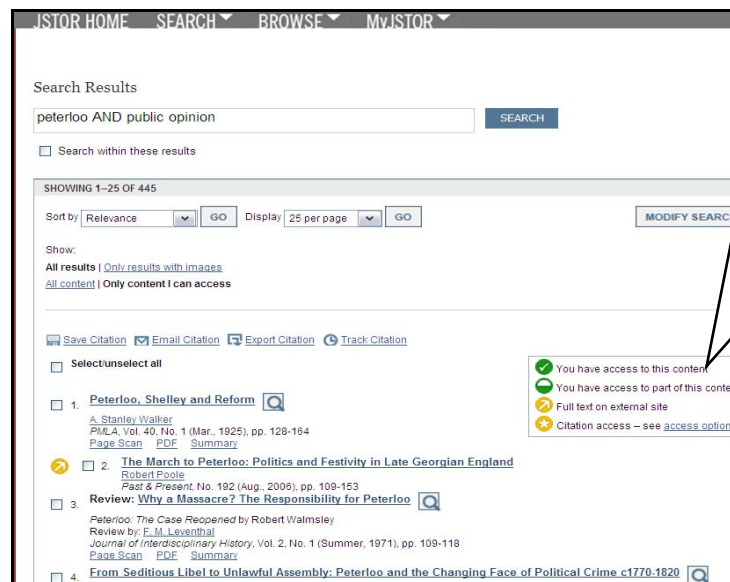 JSTOR HOME SEARCH BROWSE MyJSTOR
Search Results
peterloo AND public opinion SEARCH
Search within these results
SHOWING 1–25 OF 445
Sort by Relevance GO Display 25 per page GO MODIFY SEARC
Show:
All results | Only results with images
All content | Only content I can access
Save Citation Email Citation Export Citation Track Citation
Select/unselect all
You have access to this content
You have access to part of this conte
Full text on external site
Citation access – see access option
1. Peterloo, Shelley and Reform
A. Stanley Walker
PMLA, Vol. 40, No. 1 (Mar., 1925), pp. 128-164
Page Scan PDF Summary
2. The March to Peterloo: Politics and Festivity in Late Georgian England
Robert Poole
Past & Present, No. 192 (Aug., 2006), pp. 109-153
3. Review: Why a Massacre? The Responsibility for Peterloo
Peterloo: The Case Reopened by Robert Walmsley
Review by: F. M. Leventhal
Journal of Interdisciplinary History, Vol. 2, No. 1 (Summer, 1971), pp. 109-118
Page Scan PDF Summary
4. From Seditious Libel to Unlawful Assembly: Peterloo and the Changing Face of Political Crime c1770-1820